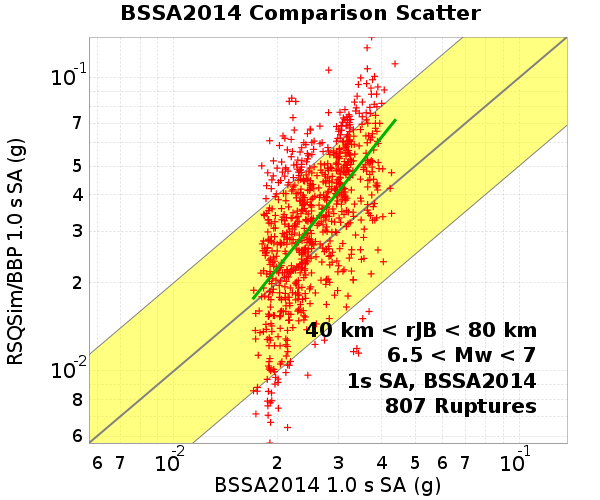 BSSA2014 Comparison Scatter
RSQSim/BBP 1.0 s SA (g)
10⁻¹
7
5
4
3
2
10⁻²
8
6
40 km < rJB < 80 km
6.5 < Mw < 7
1s SA, BSSA2014
807 Ruptures
6 7 10⁻² 2 3 4 5 6 7 10⁻¹
BSSA2014 1.0 s SA (g)